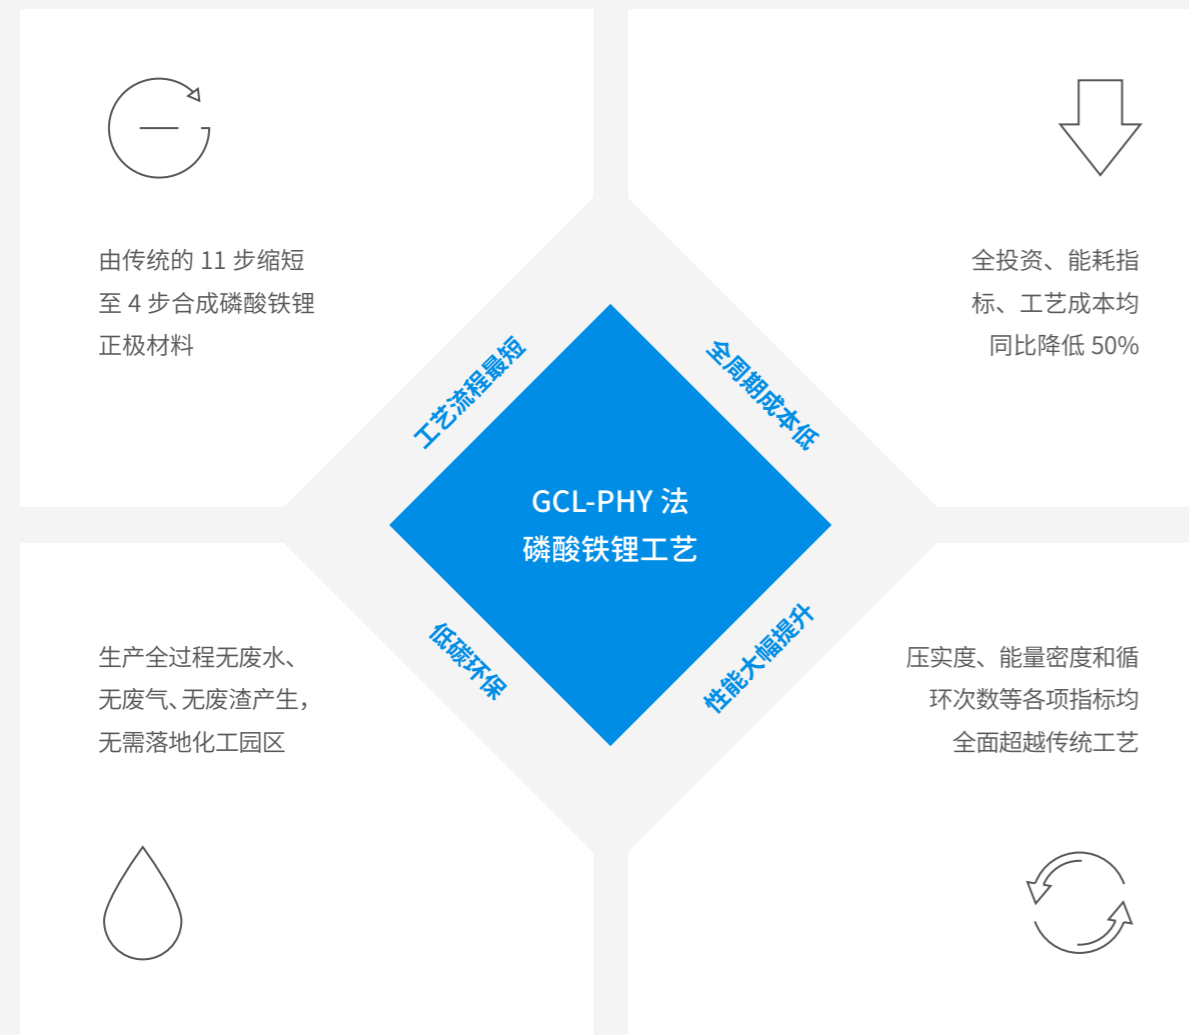 由传统的 11 步缩短
至 4 步合成磷酸铁锂
正极材料
全投资、能耗指
标、工艺成本均
同比降低 50%
工艺流程最短
全周期成本低
GCL-PHY 法
磷酸铁锂工艺
低碳环保
性能大幅提升
生产全过程无废水、
无废气、无废渣产生，
无需落地化工园区
压实度、能量密度和循
环次数等各项指标均
全面超越传统工艺